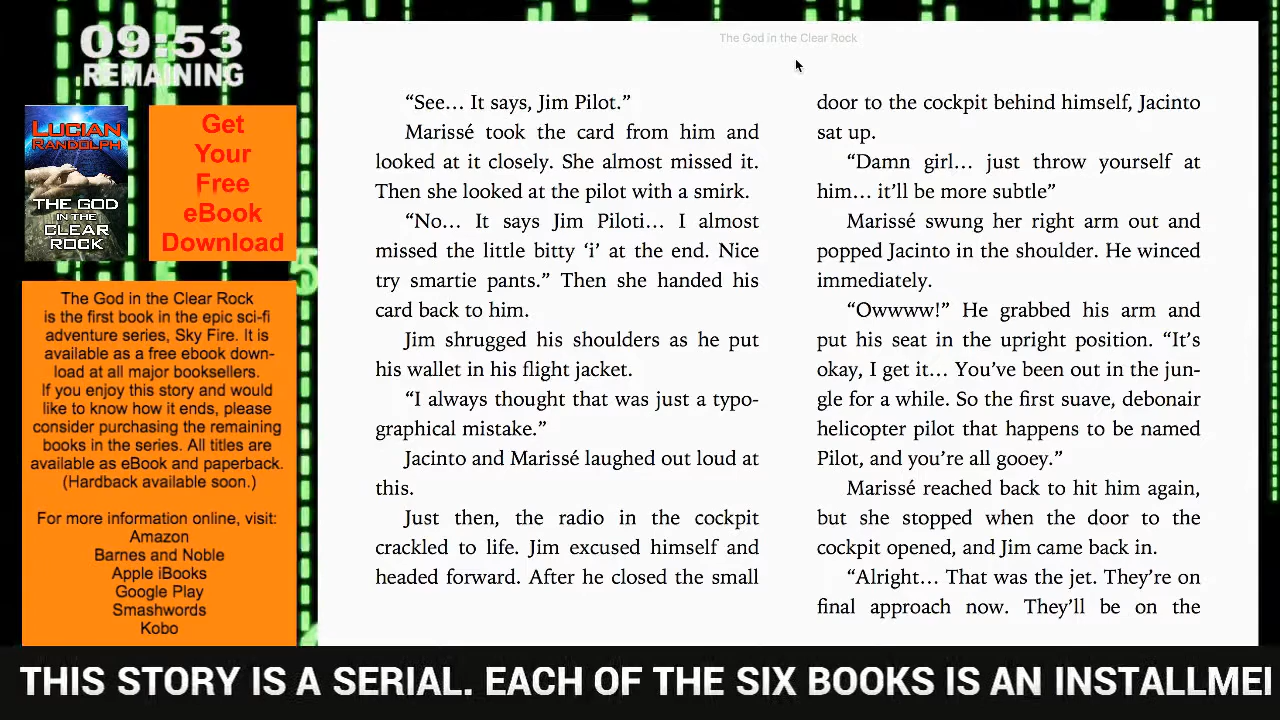 09:53
REMAINING
LUCIAN
RANDOLPH
THE GOD
IN THE
CLEAR
ROCK
Get
Your
Free
eBook
Download
The God in the Clear Rock
is the first book in the epic sci-fi
adventure series, Sky Fire. It is
available as a free ebook down-
load at all major booksellers.
If you enjoy this story and would
like to know how it ends, please
consider purchasing the remaining
books in the series. All titles are
available as eBook and paperback.
(Hardback available soon.)
For more information online, visit:
Amazon
Barnes and Noble
Apple iBooks
Google Play
Smashwords
Kobo
The God in the Clear Rock
“See… It says, Jim Pilot.”
Marissé took the card from him and
looked at it closely. She almost missed it.
Then she looked at the pilot with a smirk.
“No… It says Jim Piloti… I almost
missed the little bitty ‘i’ at the end. Nice
try smartie pants.” Then she handed his
card back to him.
Jim shrugged his shoulders as he put
his wallet in his flight jacket.
“I always thought that was just a typo-
graphical mistake.”
Jacinto and Marissé laughed out loud at
this.
Just then, the radio in the cockpit
crackled to life. Jim excused himself and
headed forward. After he closed the small
door to the cockpit behind himself, Jacinto
sat up.
“Damn girl… just throw yourself at
him… it’ll be more subtle”
Marissé swung her right arm out and
popped Jacinto in the shoulder. He winced
immediately.
“Owwww!” He grabbed his arm and
put his seat in the upright position. “It’s
okay, I get it… You’ve been out in the jun-
gle for a while. So the first suave, debonair
helicopter pilot that happens to be named
Pilot, and you’re all gooey.”
Marissé reached back to hit him again,
but she stopped when the door to the
cockpit opened, and Jim came back in.
“Alright… That was the jet. They’re on
final approach now. They’ll be on the
THIS STORY IS A SERIAL. EACH OF THE SIX BOOKS IS AN INSTALLME